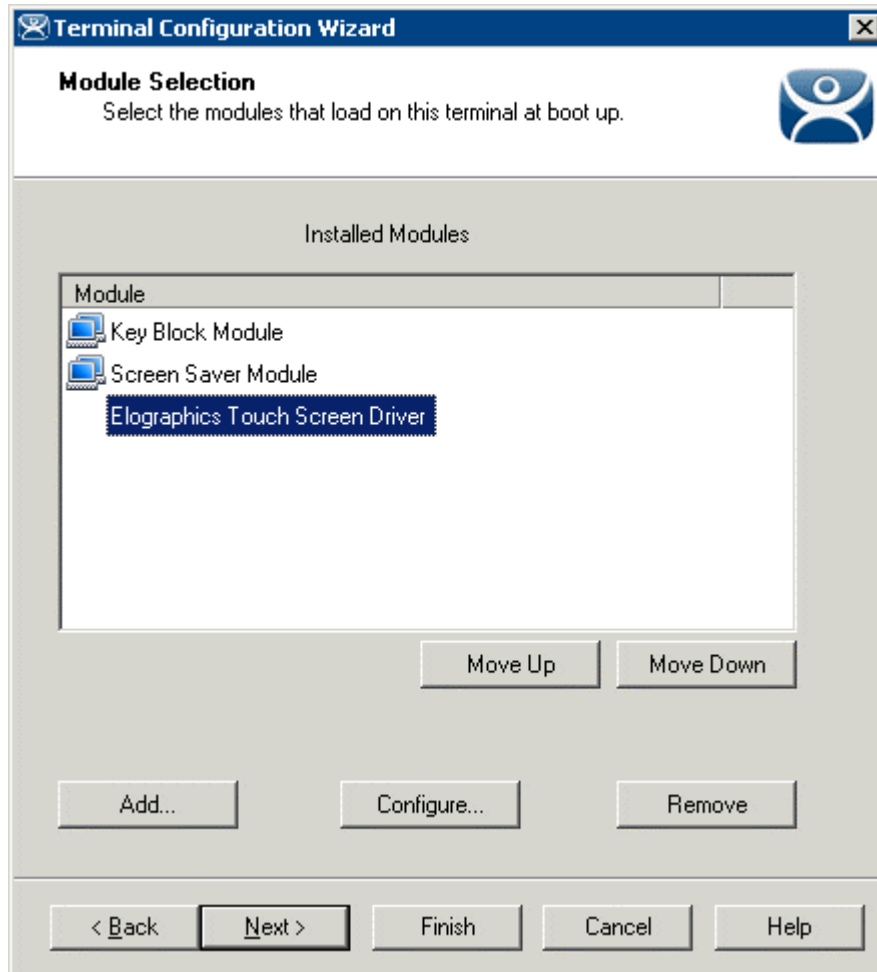 Terminal Configuration Wizard
Module Selection
Select the modules that load on this terminal at boot up.
Installed Modules
Module
Key Block Module
Screen Saver Module
Elographics Touch Screen Driver
Move Up Move Down
Add... Configure... Remove
< Back Next > Finish Cancel Help